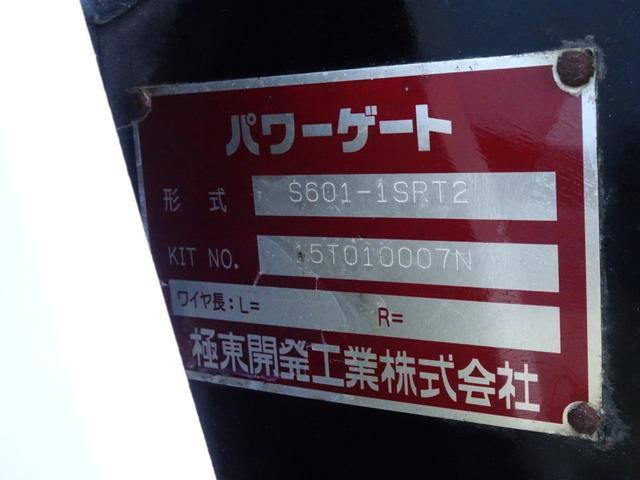 パワーゲート
形式 S601-1SRT2
KIT NO. 15T010007N
ワイヤ長：L= R=
極東開発工業株式会社